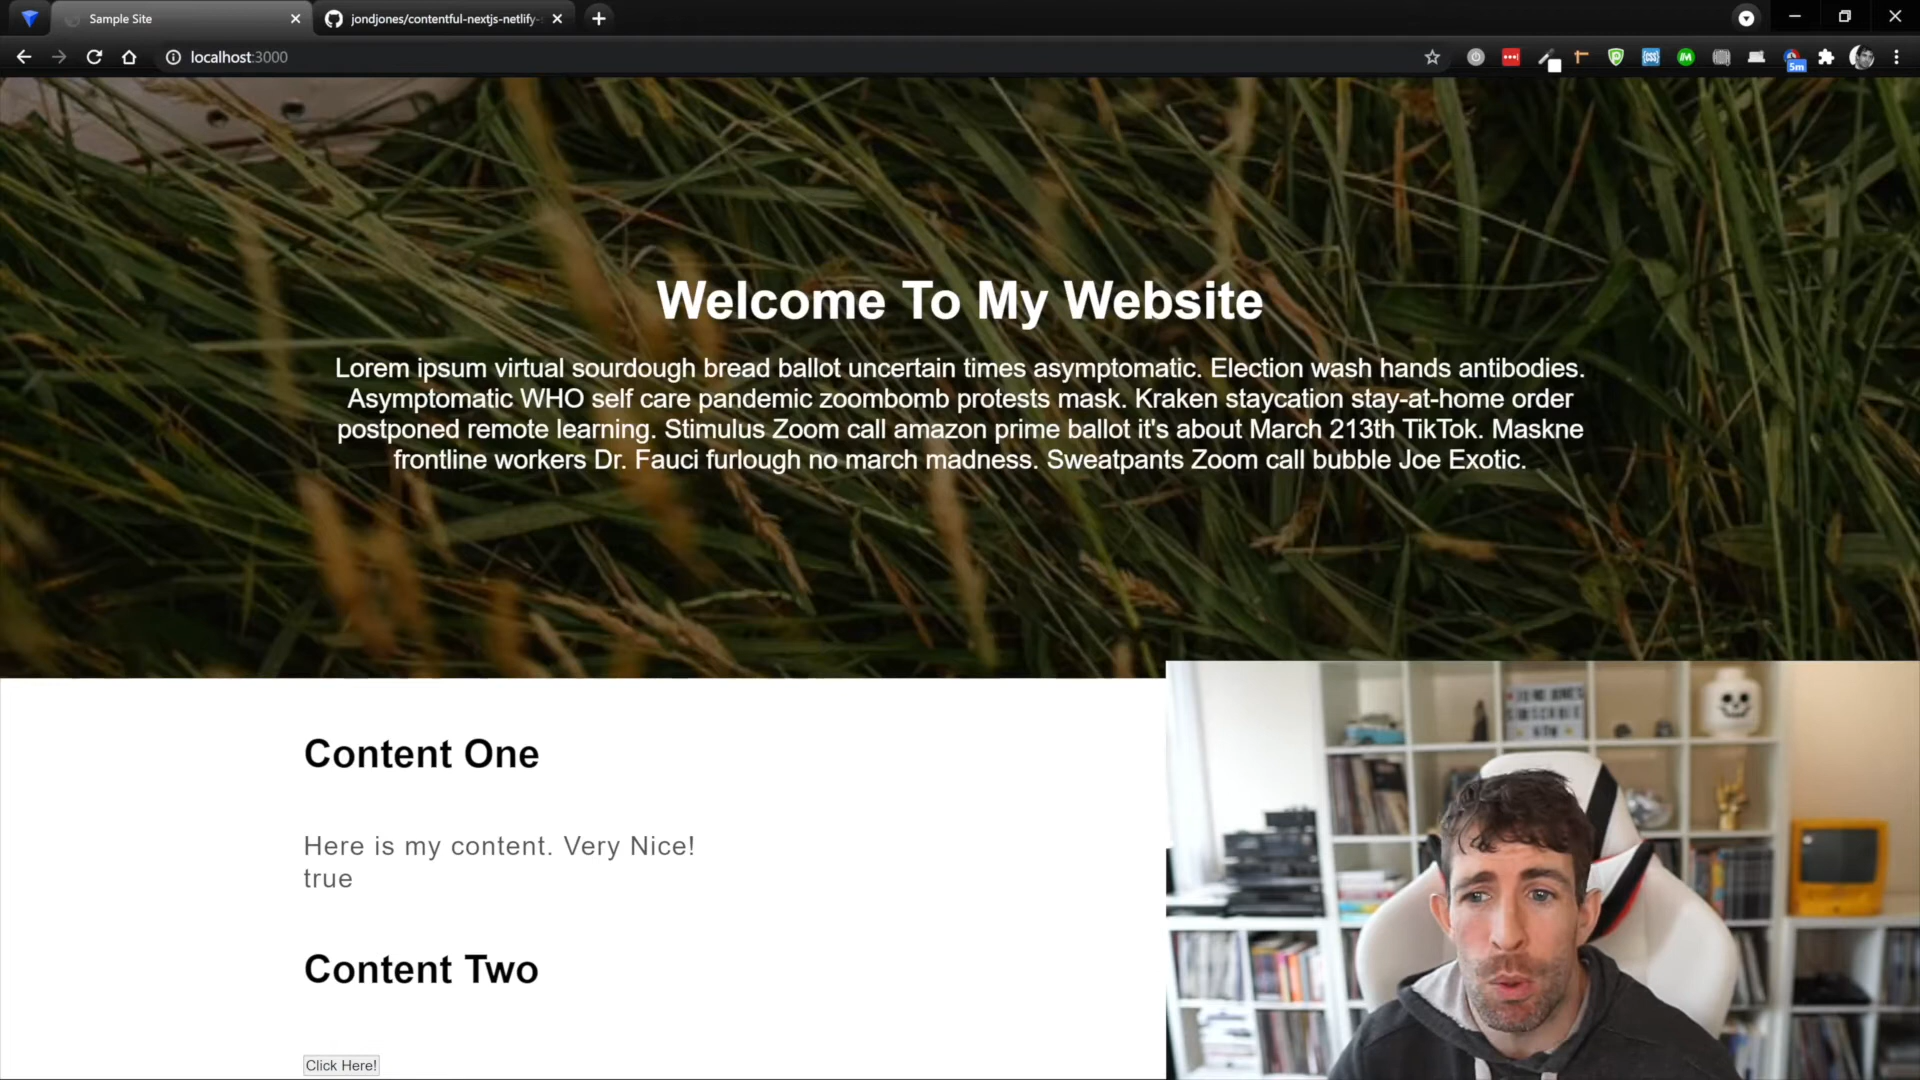 Sample Site
jondjones/contentful-nextjs-netlify-
localhost:3000
5m
Welcome To My Website
Lorem ipsum virtual sourdough bread ballot uncertain times asymptomatic. Election wash hands antibodies.
Asymptomatic WHO self care pandemic zoombomb protests mask. Kraken staycation stay-at-home order
postponed remote learning. Stimulus Zoom call amazon prime ballot it's about March 213th TikTok. Maskne
frontline workers Dr. Fauci furlough no march madness. Sweatpants Zoom call bubble Joe Exotic.
Content One
Here is my content. Very Nice!
true
Content Two
Click Here!